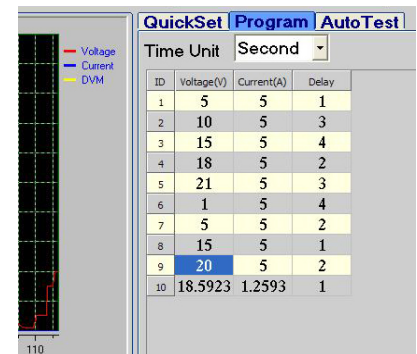 QuickSet Program AutoTest
Time Unit Second
Voltage
Current
DVM
ID Voltage(V) Current(A) Delay
1 5 5 1
2 10 5 3
3 15 5 4
4 18 5 2
5 21 5 3
6 1 5 4
7 5 5 2
8 15 5 1
9 20 5 2
10 18.5923 1.2593 1
110